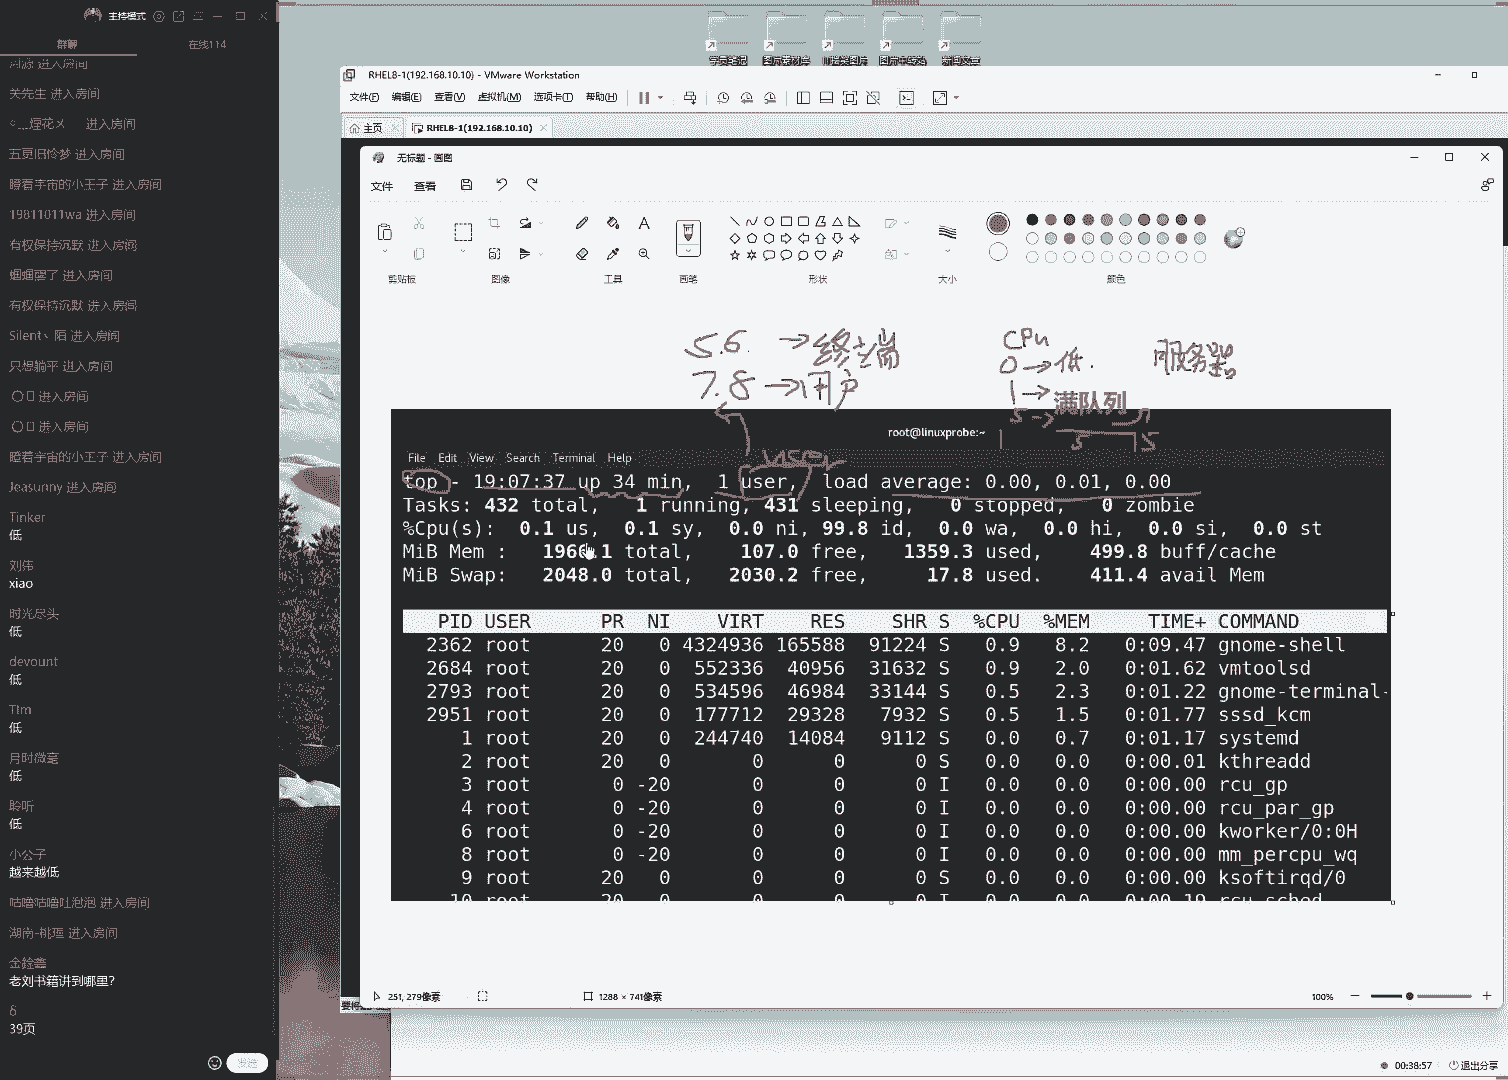 主持模式
群聊
在线114
进入房间
关先生 进入房间
进入房间
五更旧伶梦 进入房间
瞪着宇宙的小王子 进入房间
19811011wa 进入房间
有权保持沉默 进入房间
进入房间
有权保持沉默 进入房间
Silent、陌 进入房间
只想躺平 进入房间
进入房间
进入房间
瞪着宇宙的小王子 进入房间
Jeasunny 进入房间
Tinker
低
刘伟
xiao
时光尽头
低
devount
低
TIm
低
月时微毫
低
聆听
低
小公子
越来越低
咕噜咕噜吐泡泡 进入房间
湖南-桃瑶 进入房间
老刘书籍讲到哪里?
6
39页
发送
RHEL8-1(192.168.10.10) - VMware Workstation
文件(F) 编辑(E) 查看(V) 虚拟机(M) 选项卡(T) 帮助(H)
主页 RHEL8-1(192.168.10.10)
无标题 - 画图
文件 查看
剪贴板 图像 工具 画笔 形状 大小 颜色
5.6 → 终端
7.8 → 用户
CPU
0 → 低.
服务器
1 → 满队列
5 →
5 5
root@linuxprobe:~
File Edit View Search Terminal Help
top - 19:07:37 up 34 min, 1 user, load average: 0.00, 0.01, 0.00
Tasks: 432 total, 1 running, 431 sleeping, 0 stopped, 0 zombie
%Cpu(s): 0.1 us, 0.1 sy, 0.0 ni, 99.8 id, 0.0 wa, 0.0 hi, 0.0 si, 0.0 st
MiB Mem : 1966.1 total, 107.0 free, 1359.3 used, 499.8 buff/cache
MiB Swap: 2048.0 total, 2030.2 free, 17.8 used. 411.4 avail Mem
PID USER PR NI VIRT RES SHR S %CPU %MEM TIME+ COMMAND
2362 root 20 0 4324936 165588 91224 S 0.9 8.2 0:09.47 gnome-shell
2684 root 20 0 552336 40956 31632 S 0.9 2.0 0:01.62 vmtoolsd
2793 root 20 0 534596 46984 33144 S 0.5 2.3 0:01.22 gnome-terminal-
2951 root 20 0 177712 29328 7932 S 0.5 1.5 0:01.77 sssd_kcm
1 root 20 0 244740 14084 9112 S 0.0 0.7 0:01.17 systemd
2 root 20 0 0 0 0 S 0.0 0.0 0:00.01 kthreadd
3 root 0 -20 0 0 0 I 0.0 0.0 0:00.00 rcu_gp
4 root 0 -20 0 0 0 I 0.0 0.0 0:00.00 rcu_par_gp
6 root 0 -20 0 0 0 I 0.0 0.0 0:00.00 kworker/0:0H
8 root 0 -20 0 0 0 I 0.0 0.0 0:00.00 mm_percpu_wq
9 root 20 0 0 0 0 S 0.0 0.0 0:00.00 ksoftirqd/0
10 root 20 0 0 0 0 I 0.0 0.0 0:00.19 rcu_sched
251, 279像素
1288 × 741像素
100%
00:38:57
退出分享